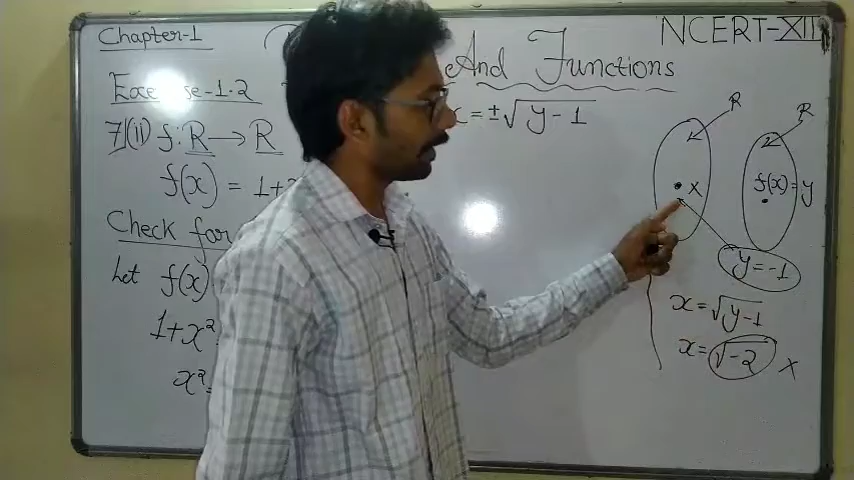 Chapter-1
NCERT-XII
And Functions
Exercise-1.2
7](ii) f: R → R
= ±√y-1
f(x) = 1+
Check for
Let f(x)
1+x²
x²=
R
R
x
f(x) = y
y=-1
x=√y-1
x=√-2 x